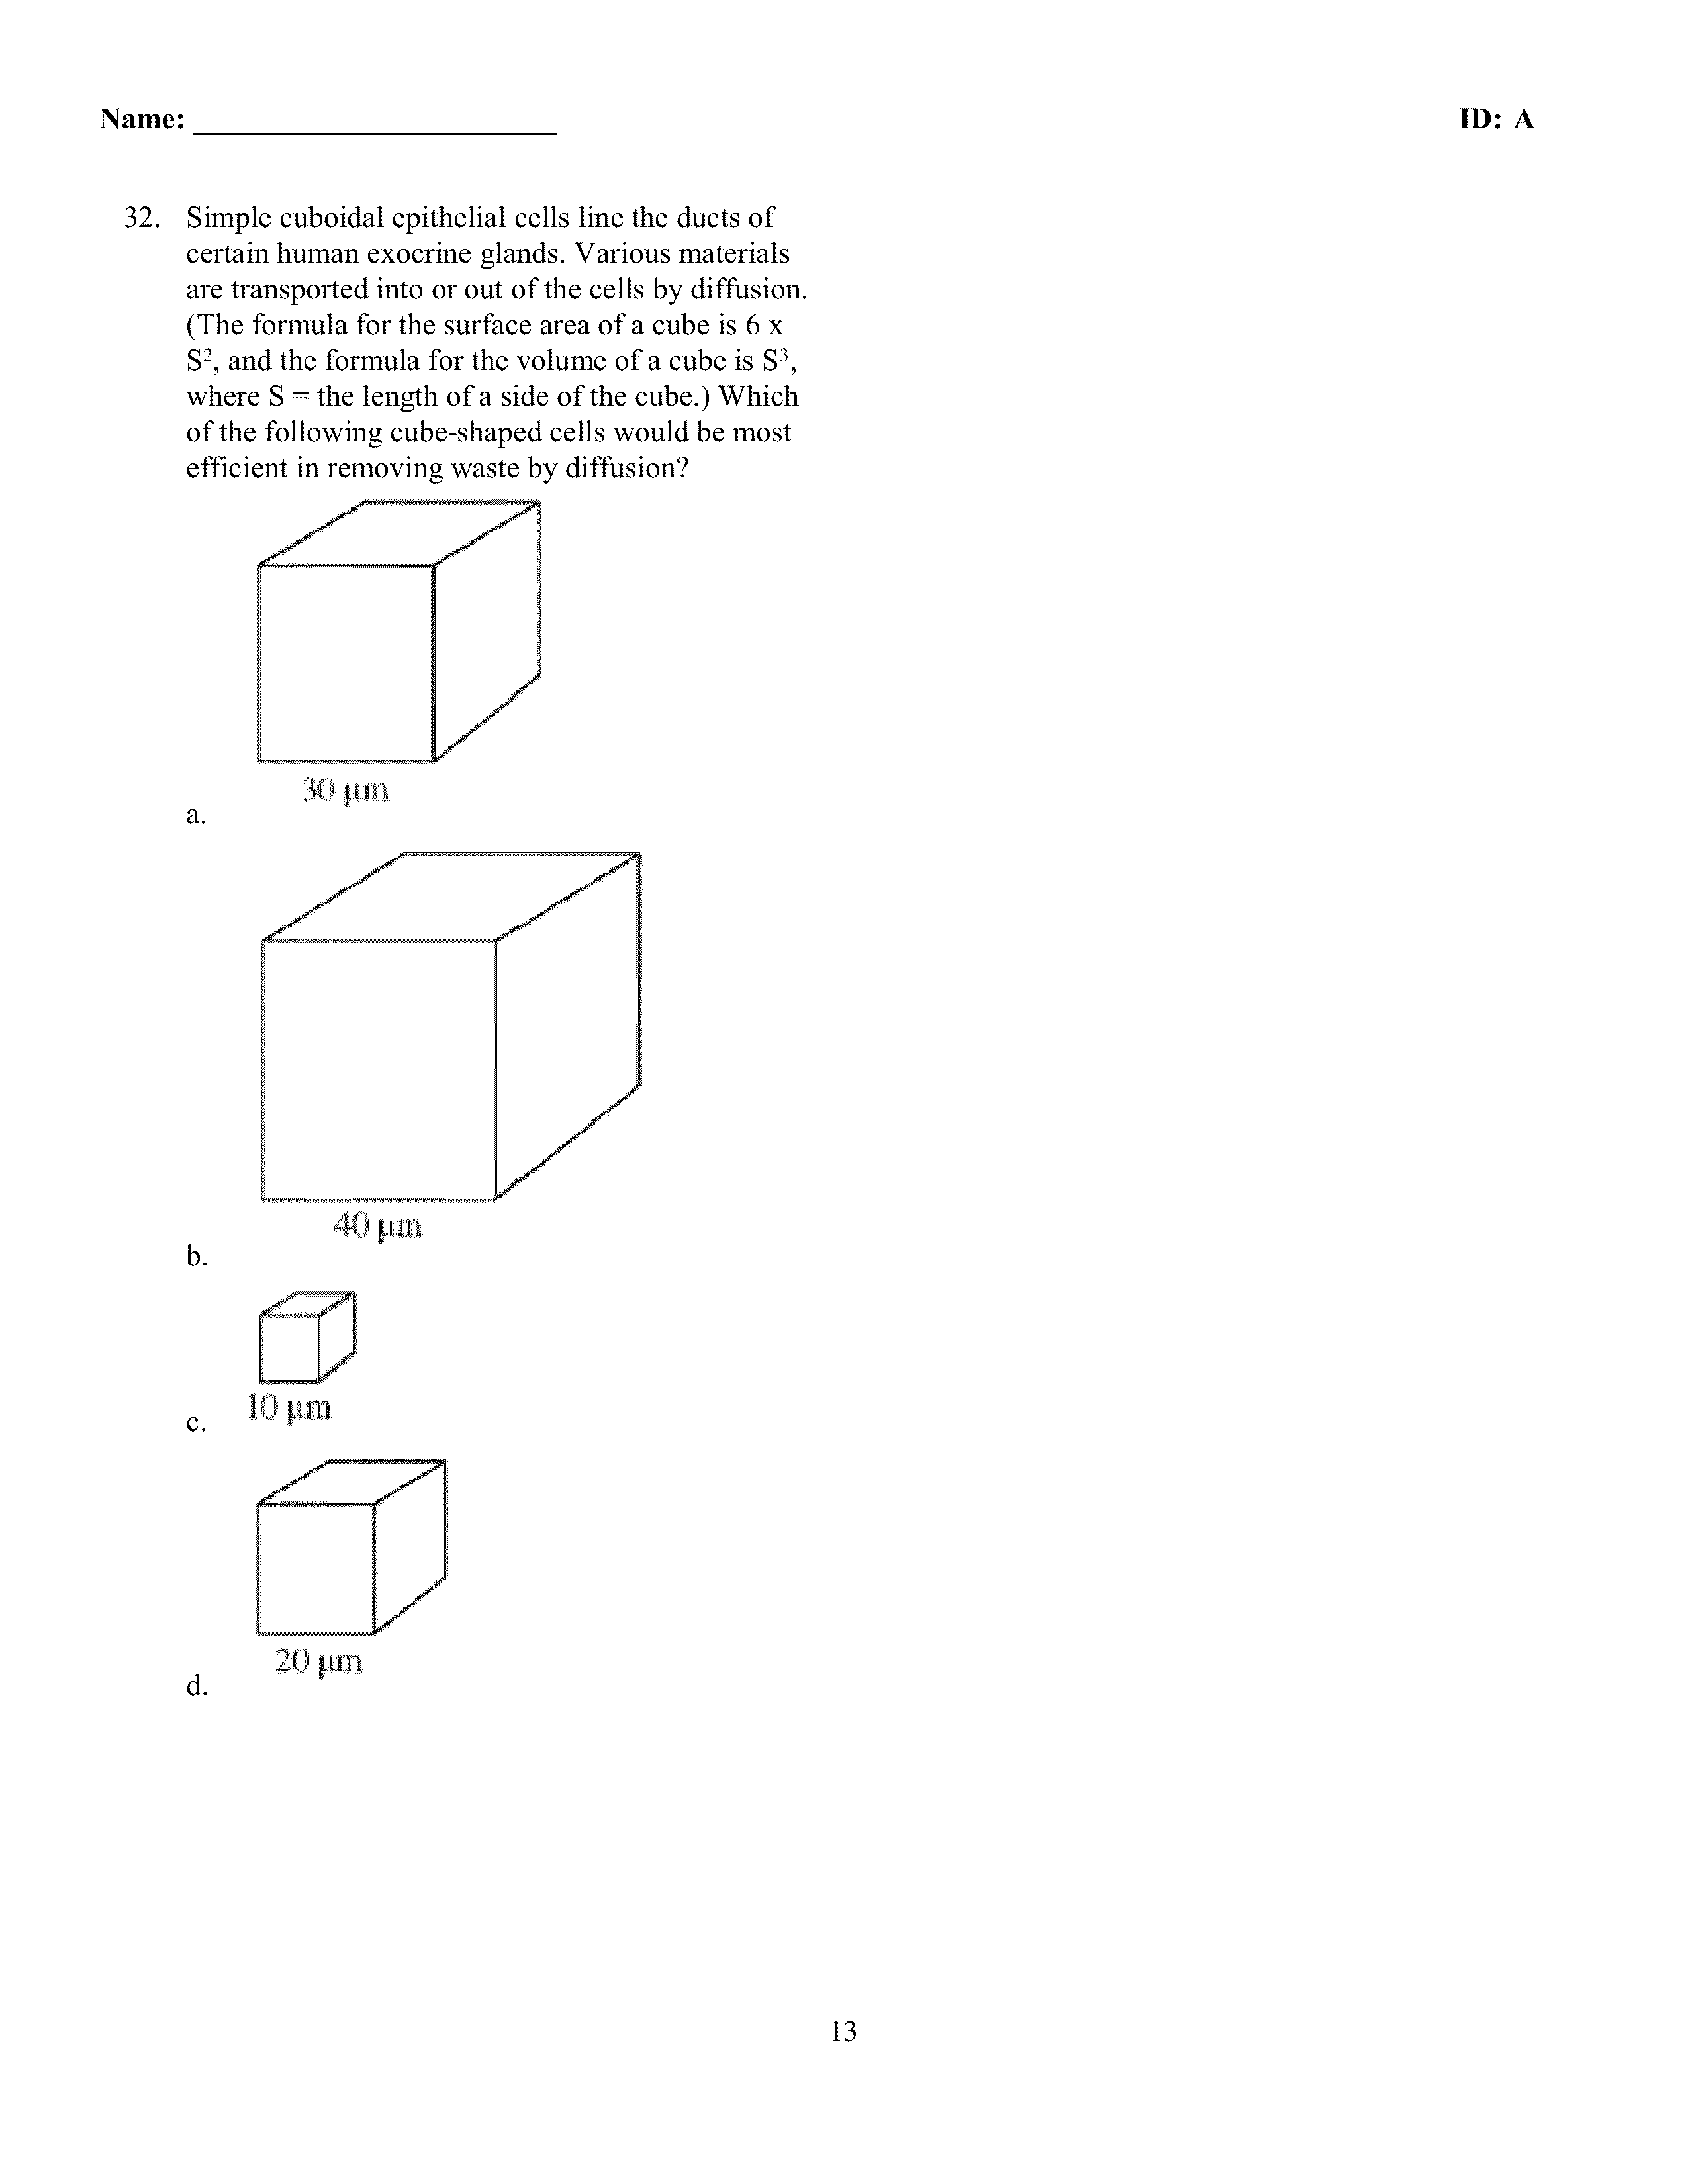 Name: ______________________ ID: A
32. Simple cuboidal epithelial cells line the ducts of
certain human exocrine glands. Various materials
are transported into or out of the cells by diffusion.
(The formula for the surface area of a cube is 6 x
S², and the formula for the volume of a cube is S³,
where S = the length of a side of the cube.) Which
of the following cube-shaped cells would be most
efficient in removing waste by diffusion?
30 μm
a.
40 μm
b.
10 μm
c.
20 μm
d.
13